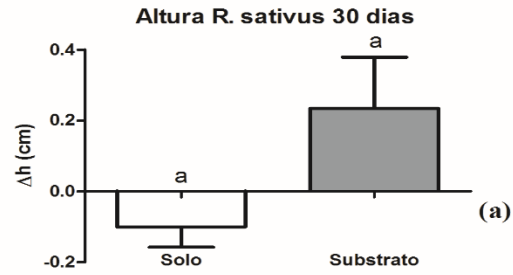 Altura R. sativus 30 dias
0.4
a
0.2
Δh (cm)
a
0.0
(a)
-0.2
Solo
Substrato